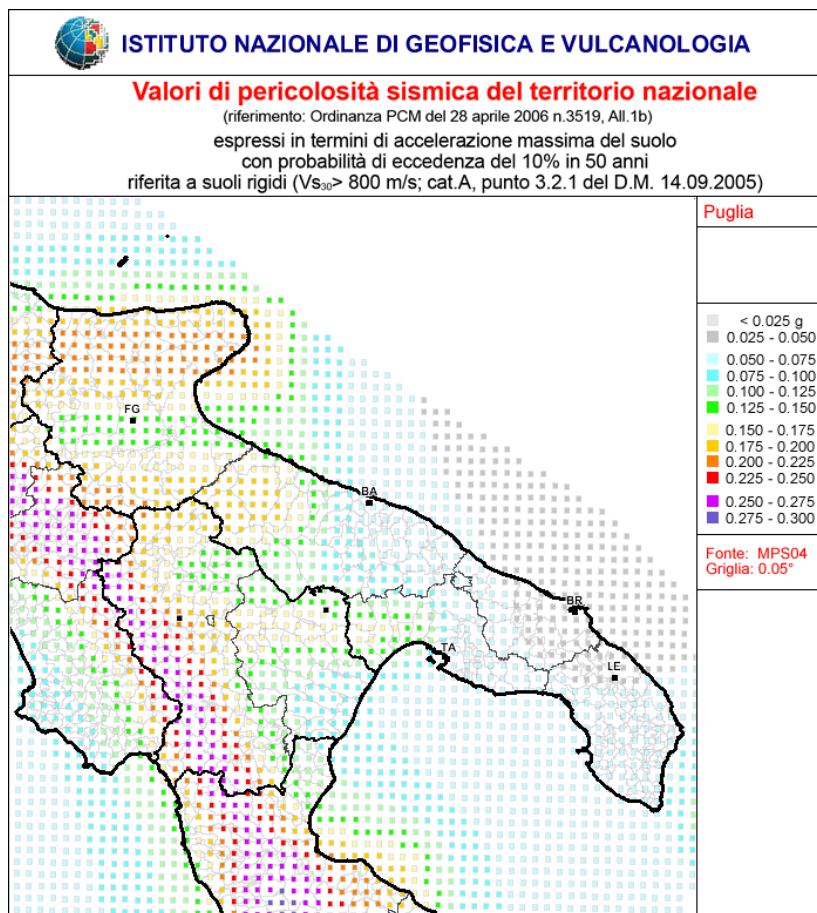 ISTITUTO NAZIONALE DI GEOFISICA E VULCANOLOGIA
Valori di pericolosità sismica del territorio nazionale
(riferimento: Ordinanza PCM del 28 aprile 2006 n.3519, All.1b)
espressi in termini di accelerazione massima del suolo
con probabilità di eccedenza del 10% in 50 anni
riferita a suoli rigidi (Vs₃₀> 800 m/s; cat.A, punto 3.2.1 del D.M. 14.09.2005)
Puglia
< 0.025 g
0.025 - 0.050
0.050 - 0.075
0.075 - 0.100
0.100 - 0.125
0.125 - 0.150
0.150 - 0.175
0.175 - 0.200
0.200 - 0.225
0.225 - 0.250
0.250 - 0.275
0.275 - 0.300
Fonte: MPS04
Griglia: 0.05°
FG
BA
BR
TA
LE